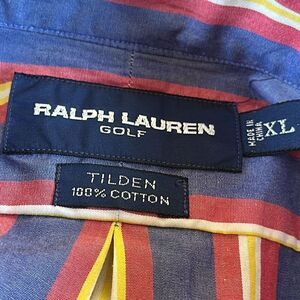 RALPH LAUREN
GOLF
MADE IN
CHINA
XL
TILDEN
100% COTTON